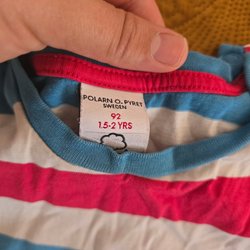 POLARN O. PYRET
SWEDEN
92
1.5-2 YRS